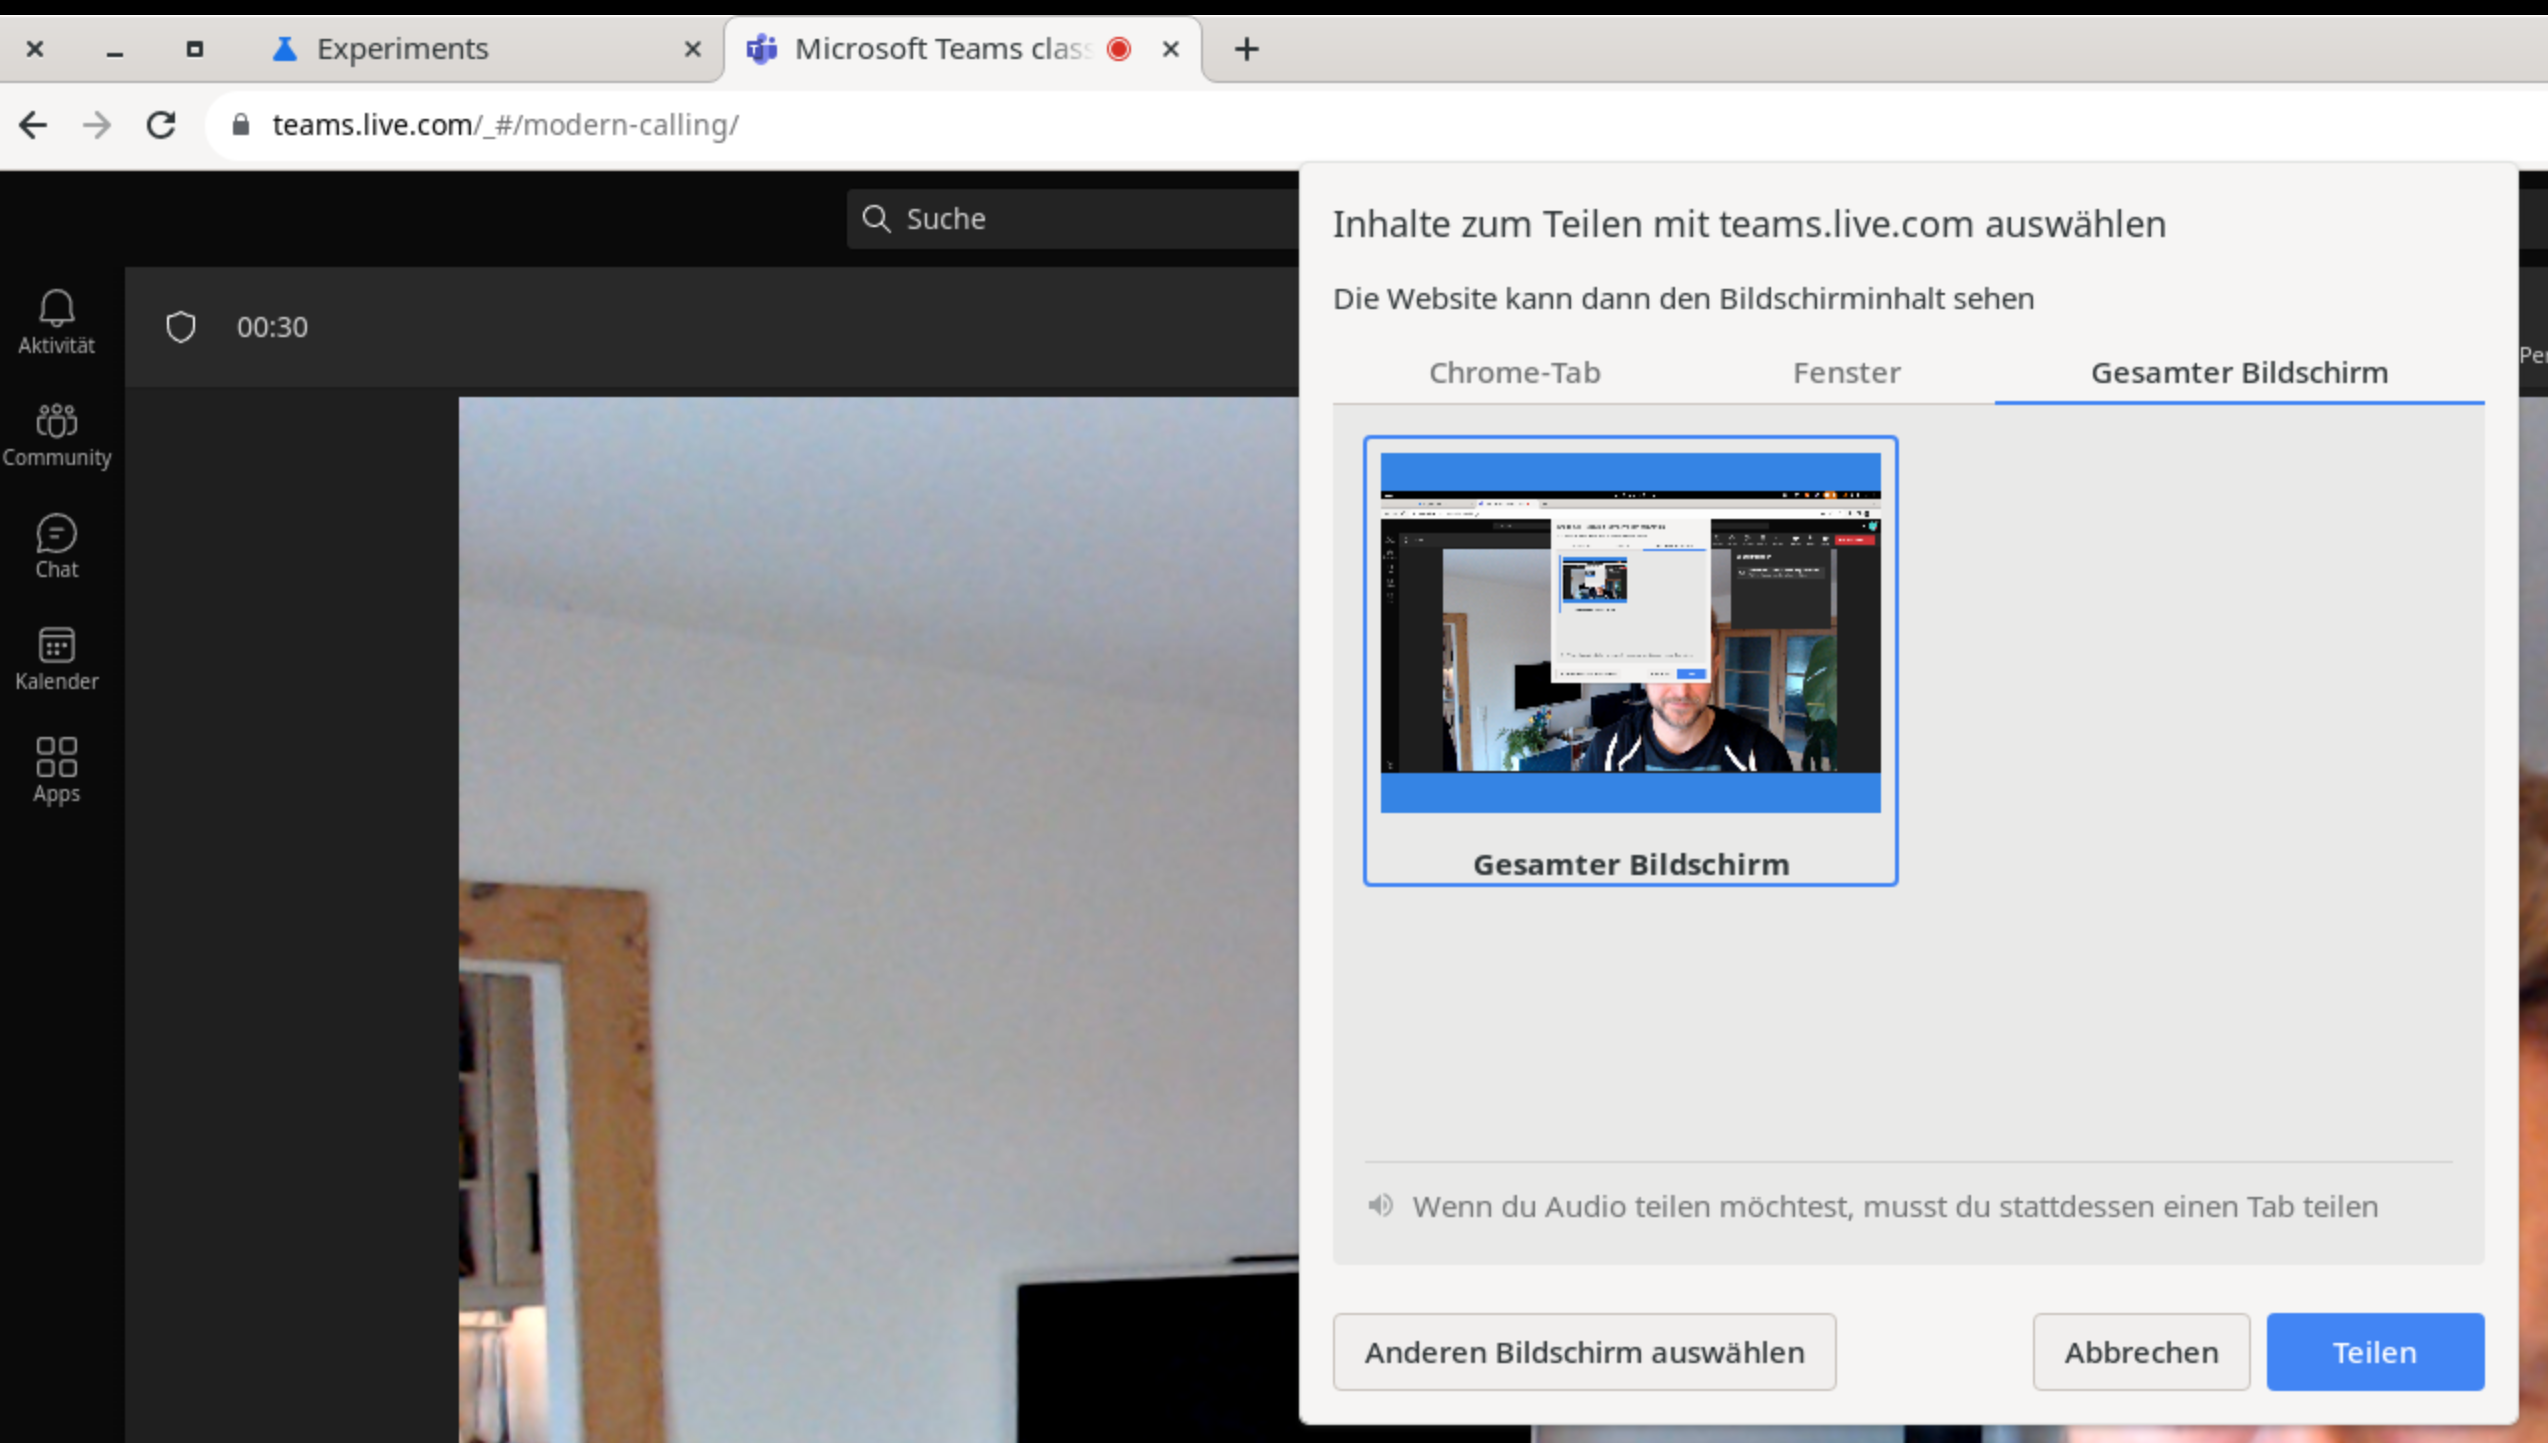 Experiments
Microsoft Teams clas
teams.live.com/_#/modern-calling/
Suche
Aktivität
00:30
Community
Chat
Kalender
Apps
Inhalte zum Teilen mit teams.live.com auswählen
Die Website kann dann den Bildschirminhalt sehen
Chrome-Tab Fenster Gesamter Bildschirm
Gesamter Bildschirm
Wenn du Audio teilen möchtest, musst du stattdessen einen Tab teilen
Anderen Bildschirm auswählen Abbrechen Teilen